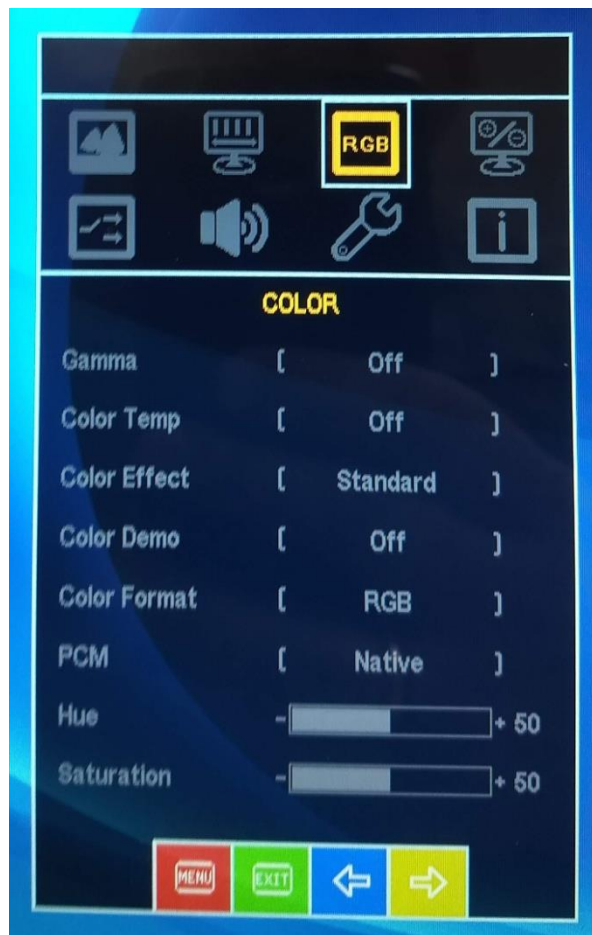 RGB
i
COLOR
Gamma [ Off ]
Color Temp [ Off ]
Color Effect [ Standard ]
Color Demo [ Off ]
Color Format [ RGB ]
PCM [ Native ]
Hue - + 50
Saturation - + 50
MENU EXIT